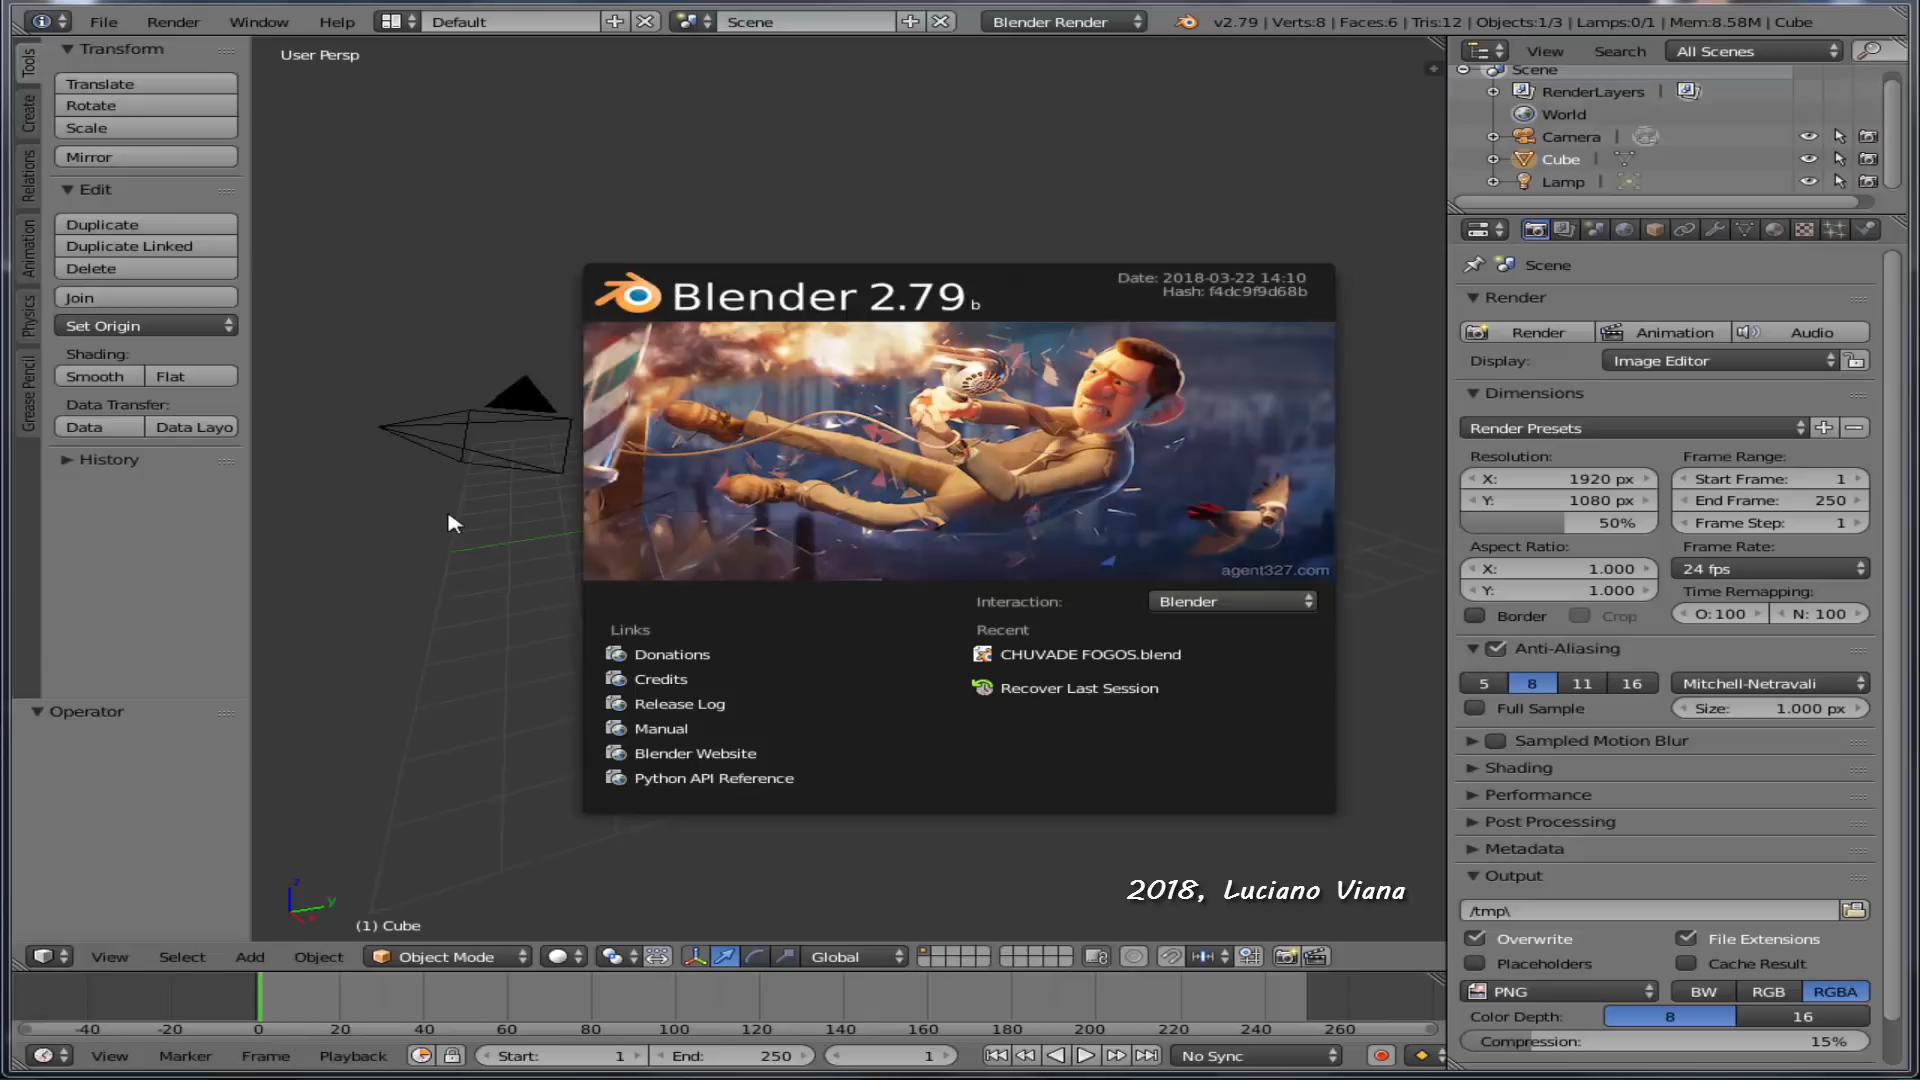 File Render Window Help Default Scene Blender Render v2.79 | Verts:8 | Faces:6 | Tris:12 | Objects:1/3 | Lamps:0/1 | Mem:8.58M | Cube
Tools
Create
Relations
Animation
Physics
Grease Pencil
Transform
Translate
Rotate
Scale
Mirror
Edit
Duplicate
Duplicate Linked
Delete
Join
Set Origin
Shading:
Smooth Flat
Data Transfer:
Data Data Layo
History
Operator
User Persp
Blender 2.79 b
Date: 2018-03-22 14:10
Hash: f4dc9f9d68b
agent327.com
Interaction: Blender
Links
Donations
Credits
Release Log
Manual
Blender Website
Python API Reference
Recent
CHUVADE FOGOS.blend
Recover Last Session
2018, Luciano Viana
z
y
x
(1) Cube
View Select Add Object Object Mode Global
-40 -20 0 20 40 60 80 100 120 140 160 180 200 220 240 260
View Marker Frame Playback Start: 1 End: 250 1 No Sync
View Search All Scenes
Scene
RenderLayers |
World
Camera |
Cube |
Lamp |
Scene
Render
Render Animation Audio
Display: Image Editor
Dimensions
Render Presets
Resolution: Frame Range:
X: 1920 px Start Frame: 1
Y: 1080 px End Frame: 250
50% Frame Step: 1
Aspect Ratio: Frame Rate:
X: 1.000 24 fps
Y: 1.000 Time Remapping:
Border Crop O:100 N: 100
Anti-Aliasing
5 8 11 16 Mitchell-Netravali
Full Sample Size: 1.000 px
Sampled Motion Blur
Shading
Performance
Post Processing
Metadata
Output
/tmp\
Overwrite File Extensions
Placeholders Cache Result
PNG BW RGB RGBA
Color Depth: 8 16
Compression: 15%